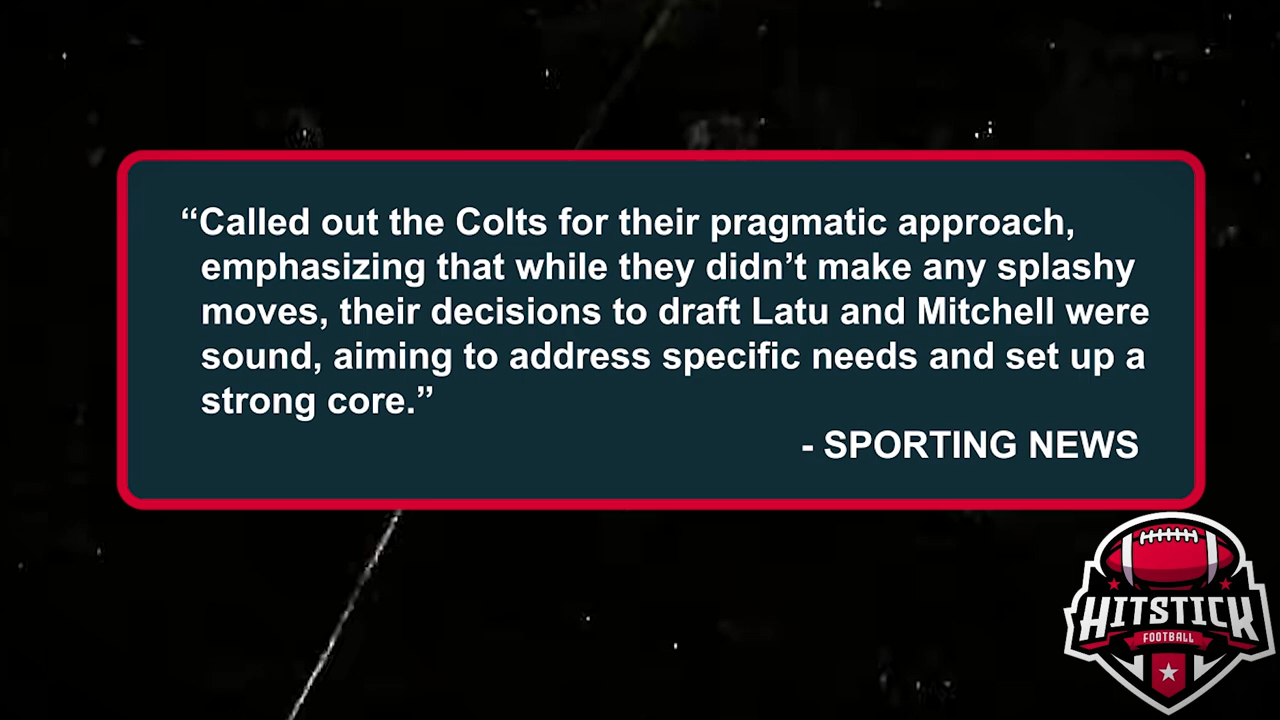 “Called out the Colts for their pragmatic approach,
emphasizing that while they didn’t make any splashy
moves, their decisions to draft Latu and Mitchell were
sound, aiming to address specific needs and set up a
strong core.”
- SPORTING NEWS
HITSTICK
FOOTBALL